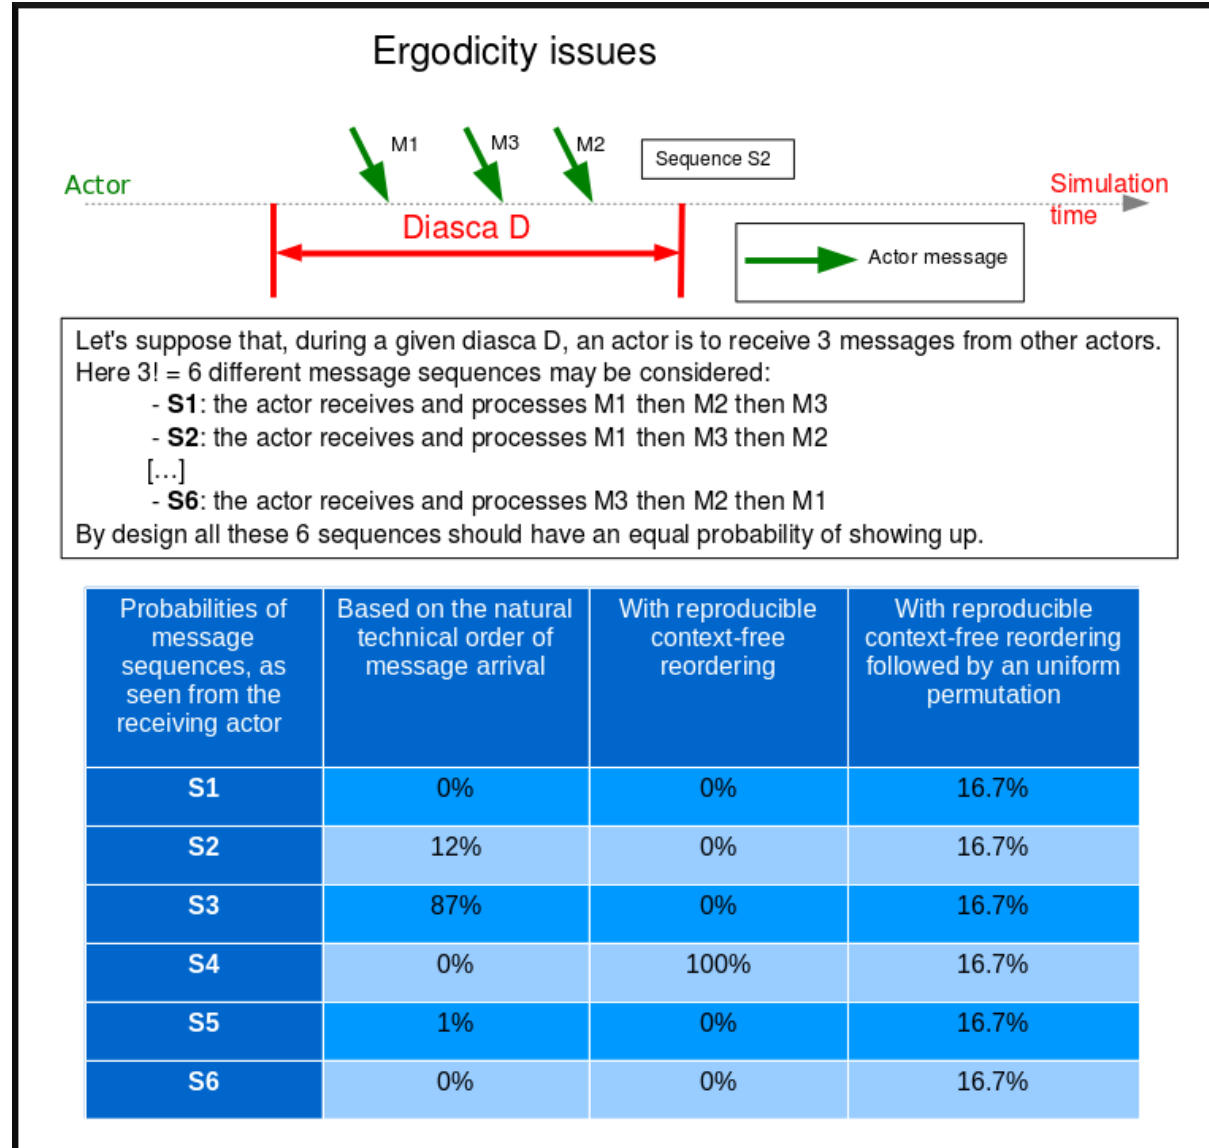 Ergodicity issues
M1
M3
M2
Sequence S2
Actor
Simulation
time
Diasca D
Actor message
Let's suppose that, during a given diasca D, an actor is to receive 3 messages from other actors.
Here 3! = 6 different message sequences may be considered:
- S1: the actor receives and processes M1 then M2 then M3
- S2: the actor receives and processes M1 then M3 then M2
[...]
- S6: the actor receives and processes M3 then M2 then M1
By design all these 6 sequences should have an equal probability of showing up.
Probabilities of
message
sequences, as
seen from the
receiving actor
Based on the natural
technical order of
message arrival
With reproducible
context-free
reordering
With reproducible
context-free reordering
followed by an uniform
permutation
S1 0% 0% 16.7%
S2 12% 0% 16.7%
S3 87% 0% 16.7%
S4 0% 100% 16.7%
S5 1% 0% 16.7%
S6 0% 0% 16.7%